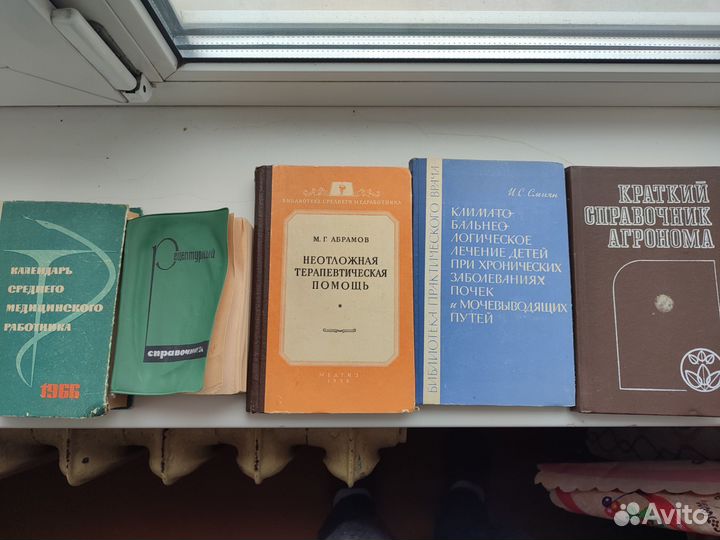 КАЛЕНДАРЬ
СРЕДНЕГО
МЕДИЦИНСКОГО
РАБОТНИКА
1966
Рецептурный
справочник
БИБЛИОТЕКА СРЕДНЕГО МЕДРАБОТНИКА
М. Г. АБРАМОВ
НЕОТЛОЖНАЯ
ТЕРАПЕВТИЧЕСКАЯ
ПОМОЩЬ
МЕДГИЗ
БИБЛИОТЕКА ПРАКТИЧЕСКОГО ВРАЧА
И. С. Емиян
КЛИМАТО-
БАЛЬНЕО-
ЛОГИЧЕСКОЕ
ЛЕЧЕНИЕ ДЕТЕЙ
ПРИ ХРОНИЧЕСКИХ
ЗАБОЛЕВАНИЯХ
ПОЧЕК
и МОЧЕВЫВОДЯЩИХ
ПУТЕЙ
КРАТКИЙ
СПРАВОЧНИК
АГРОНОМА
Avito